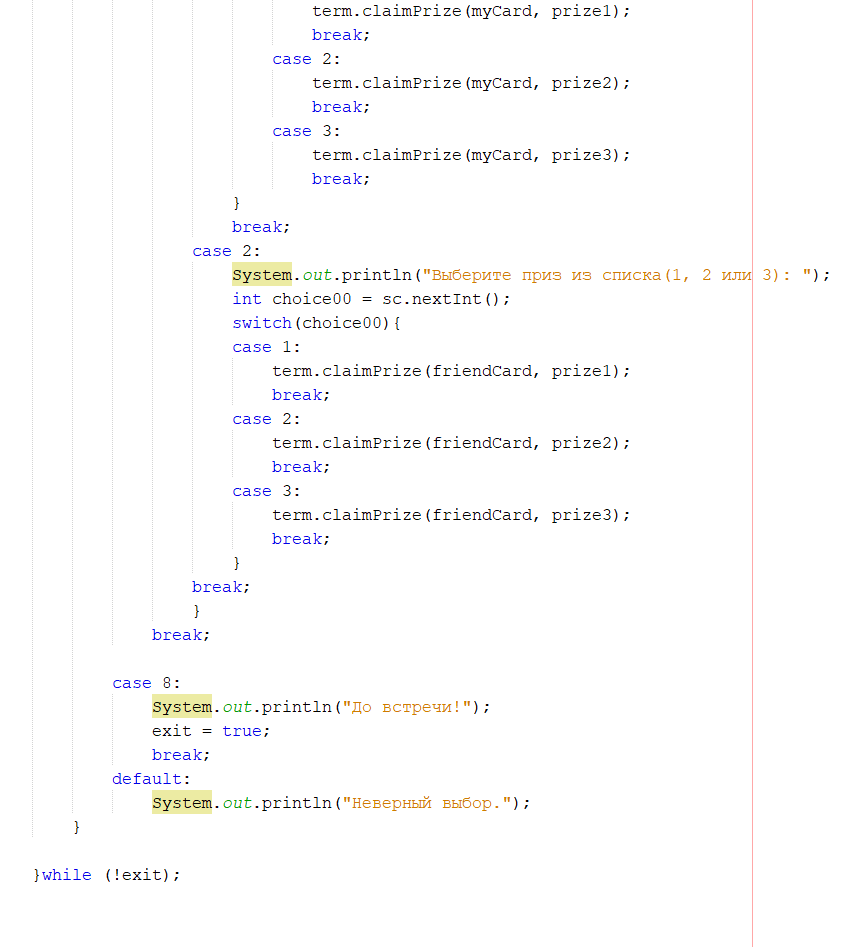 term.claimPrize(myCard, prize1);
break;
case 2:
term.claimPrize(myCard, prize2);
break;
case 3:
term.claimPrize(myCard, prize3);
break;
}
break;
case 2:
System.out.println("Выберите приз из списка(1, 2 или 3): ");
int choice00 = sc.nextInt();
switch(choice00){
case 1:
term.claimPrize(friendCard, prize1);
break;
case 2:
term.claimPrize(friendCard, prize2);
break;
case 3:
term.claimPrize(friendCard, prize3);
break;
}
break;
}
break;
case 8:
System.out.println("До встречи!");
exit = true;
break;
default:
System.out.println("Неверный выбор.");
}
}while (!exit);